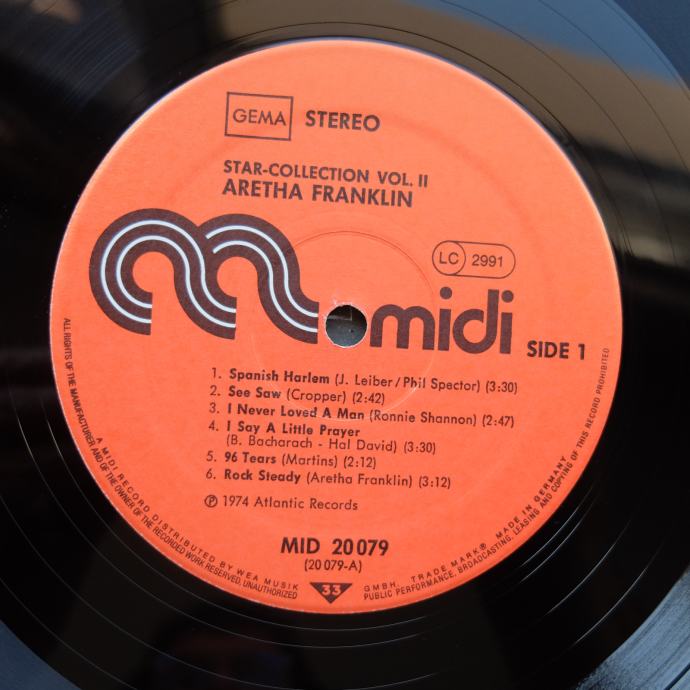 GEMA STEREO
STAR-COLLECTION VOL. II
ARETHA FRANKLIN
LC 2991
midi
SIDE 1
1. Spanish Harlem (J. Leiber/Phil Spector) (3:30)
2. See Saw (Cropper) (2:42)
3. I Never Loved A Man (Ronnie Shannon) (2:47)
4. I Say A Little Prayer
(B. Bacharach - Hal David) (3:30)
5. 96 Tears (Martins) (2:12)
6. Rock Steady (Aretha Franklin) (3:12)
℗ 1974 Atlantic Records
MID 20 079
(20 079-A)
33
A MIDI RECORD DISTRIBUTED BY WEA MUSIK GMBH. TRADE MARK® MADE IN GERMANY
ALL RIGHTS OF THE MANUFACTURER AND OF THE OWNER OF THE RECORDED WORK RESERVED. UNAUTHORIZED PUBLIC PERFORMANCE, BROADCASTING, LEASING AND COPYING OF THIS RECORD PROHIBITED